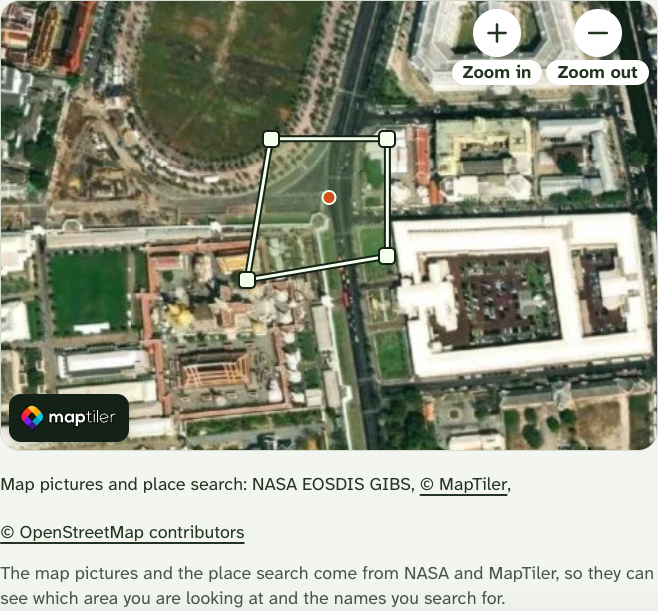 Zoom in
Zoom out
maptiler
Map pictures and place search: NASA EOSDIS GIBS, © MapTiler,
© OpenStreetMap contributors
The map pictures and the place search come from NASA and MapTiler, so they can
see which area you are looking at and the names you search for.